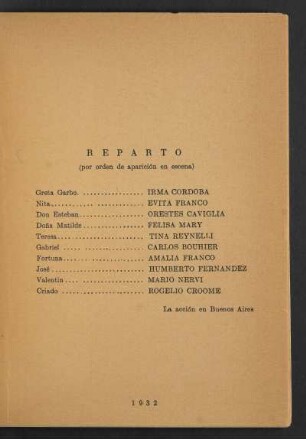 REPARTO
(por orden de aparición en escena)
Greta Garbo. .................. IRMA CORDOBA
Nita........................... EVITA FRANCO
Don Esteban.................... ORESTES CAVIGLIA
Doña Matilde................... FELISA MARY
Teresa......................... TINA REYNELLI
Gabriel ....................... CARLOS BOUHIER
Fortuna........................ AMALIA FRANCO
José........................... HUMBERTO FERNANDEZ
Valentín....................... MARIO NERVI
Criado ........................ ROGELIO CROOME
La acción en Buenos Aires
1932